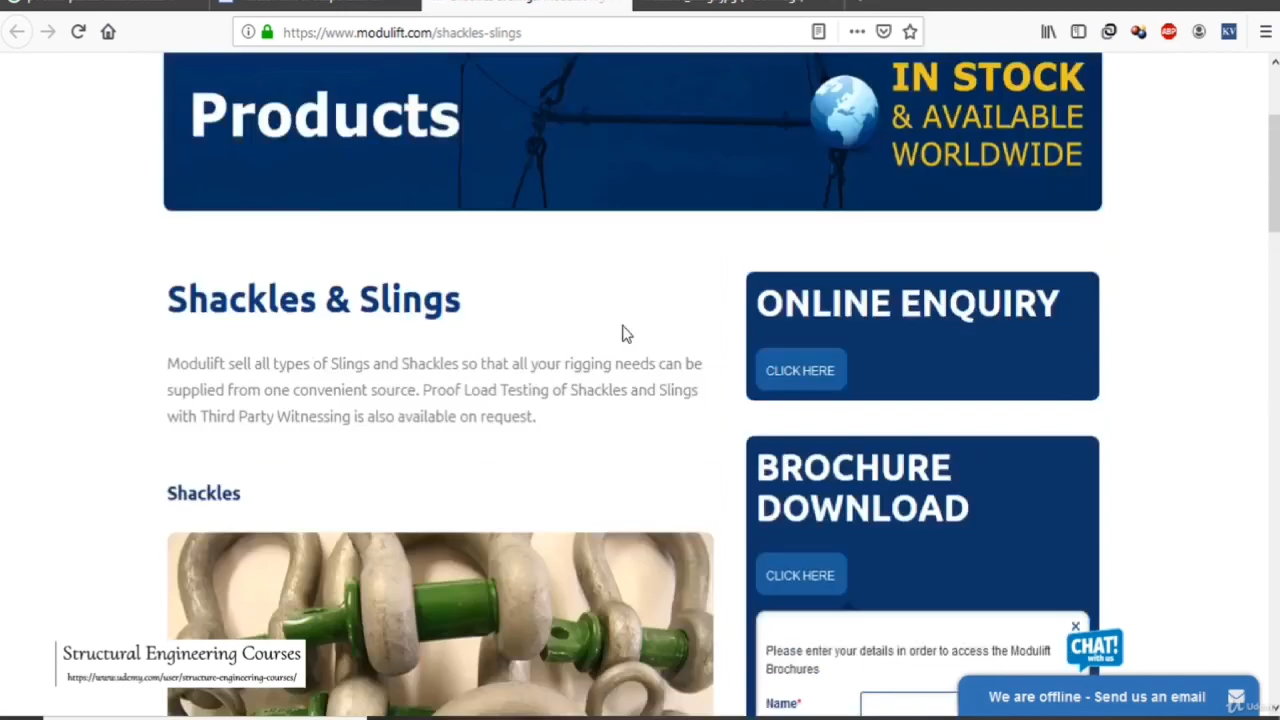 https://www.modulift.com/shackles-slings
ABP
KV
Products
IN STOCK
& AVAILABLE
WORLDWIDE
Shackles & Slings
Modulift sell all types of Slings and Shackles so that all your rigging needs can be
supplied from one convenient source. Proof Load Testing of Shackles and Slings
with Third Party Witnessing is also available on request.
Shackles
ONLINE ENQUIRY
CLICK HERE
BROCHURE
DOWNLOAD
CLICK HERE
Please enter your details in order to access the Modulift
Brochures
Name*
CHAT!
with us
We are offline - Send us an email
Structural Engineering Courses
https://www.udemy.com/user/structure-engineering-courses/